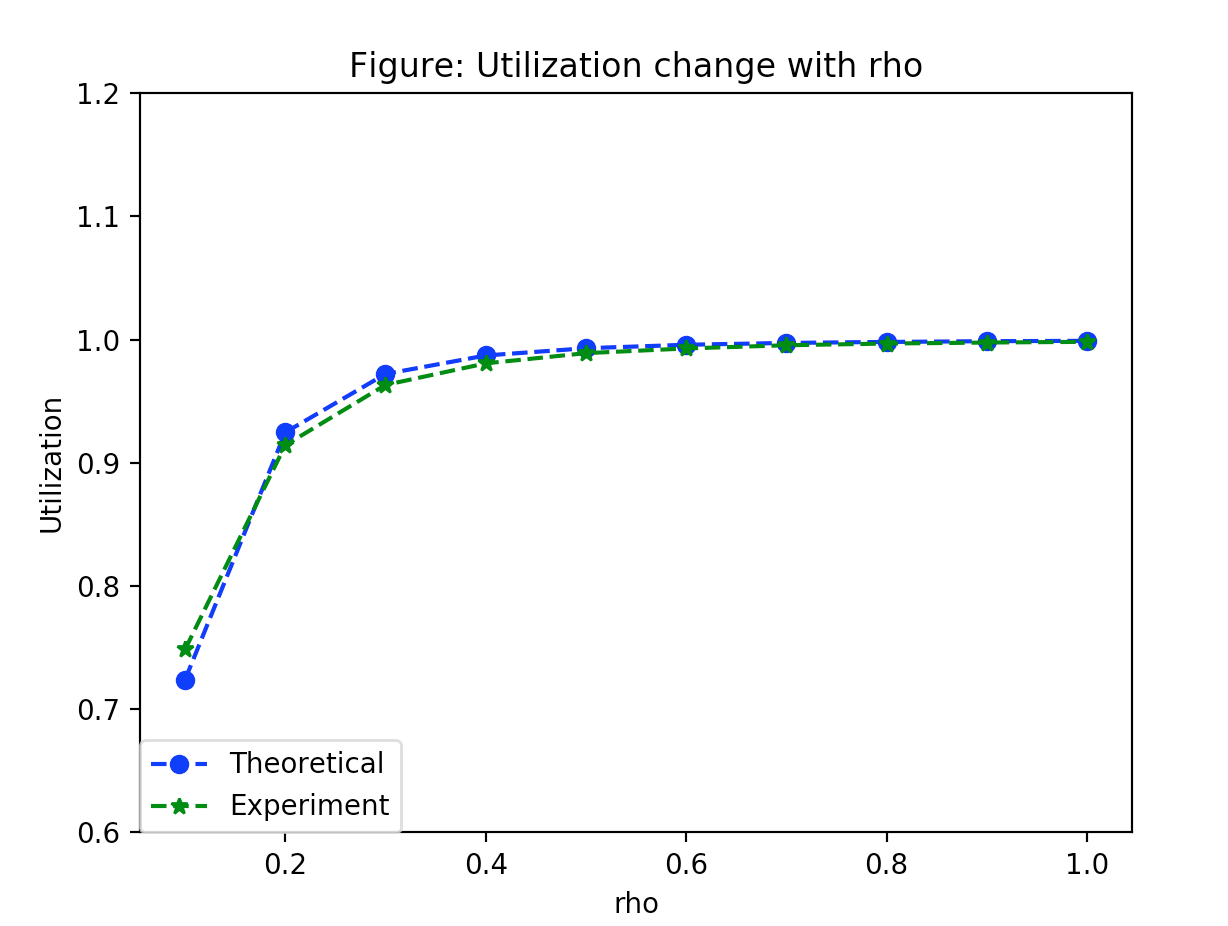 Figure: Utilization change with rho
1.2
1.1
1.0
0.9
0.8
0.7
0.6
Utilization
Theoretical
Experiment
0.2 0.4 0.6 0.8 1.0
rho